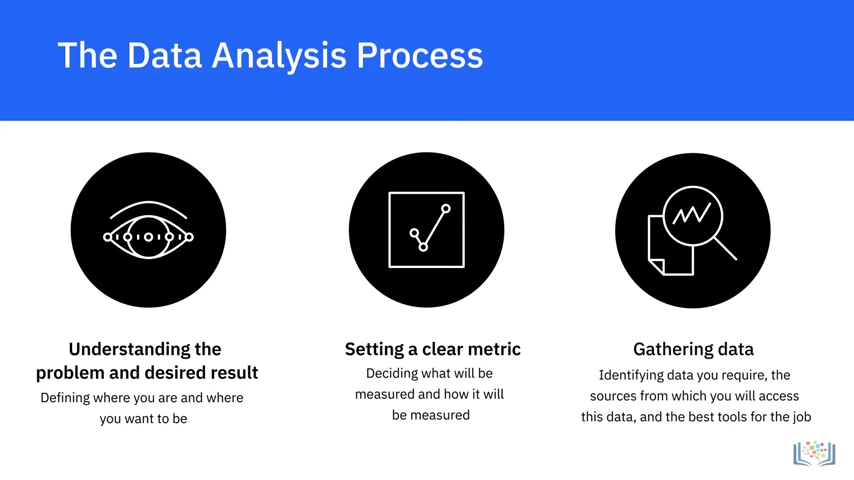 The Data Analysis Process
Understanding the
problem and desired result
Defining where you are and where
you want to be
Setting a clear metric
Deciding what will be
measured and how it will
be measured
Gathering data
Identifying data you require, the
sources from which you will access
this data, and the best tools for the job